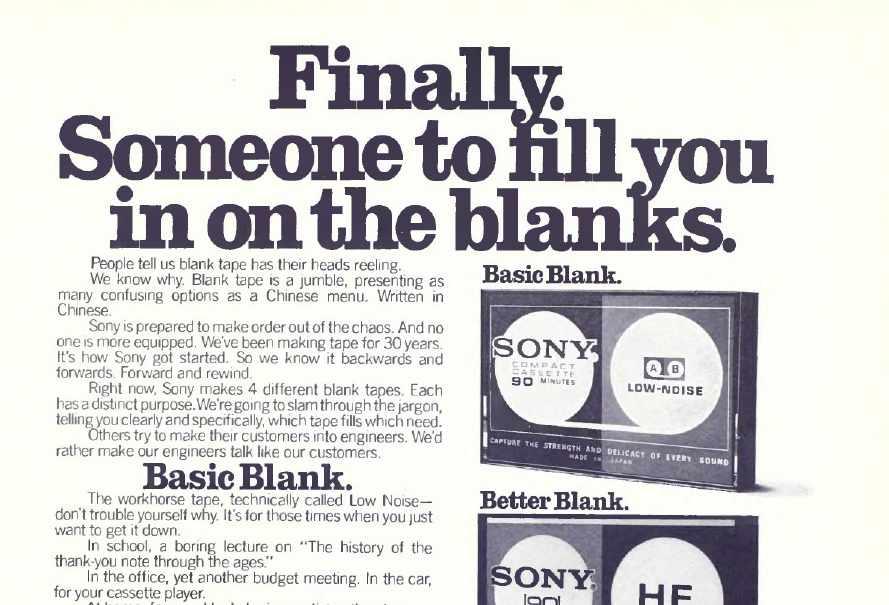 Finally.
Someone to fill you
in on the blanks.
People tell us blank tape has their heads reeling.
We know why. Blank tape is a jumble, presenting as
many confusing options as a Chinese menu. Written in
Chinese.
Sony is prepared to make order out of the chaos. And no
one is more equipped. We've been making tape for 30 years.
It's how Sony got started. So we know it backwards and
forwards. Forward and rewind.
Right now, Sony makes 4 different blank tapes. Each
has a distinct purpose. We're going to slam through the jargon,
telling you clearly and specifically, which tape fills which need.
Others try to make their customers into engineers. We'd
rather make our engineers talk like our customers.
Basic Blank.
The workhorse tape, technically called Low Noise—
don't trouble yourself why. It's for those times when you just
want to get it down.
In school, a boring lecture on "The history of the
thank-you note through the ages."
In the office, yet another budget meeting. In the car,
for your cassette player.
Basic Blank.
SONY
COMPACT
CASSETTE
90 MINUTES
A B
LOW-NOISE
CAPTURE THE STRENGTH AND DELICACY OF EVERY SOUND
MADE IN JAPAN
Better Blank.
SONY
90
HF